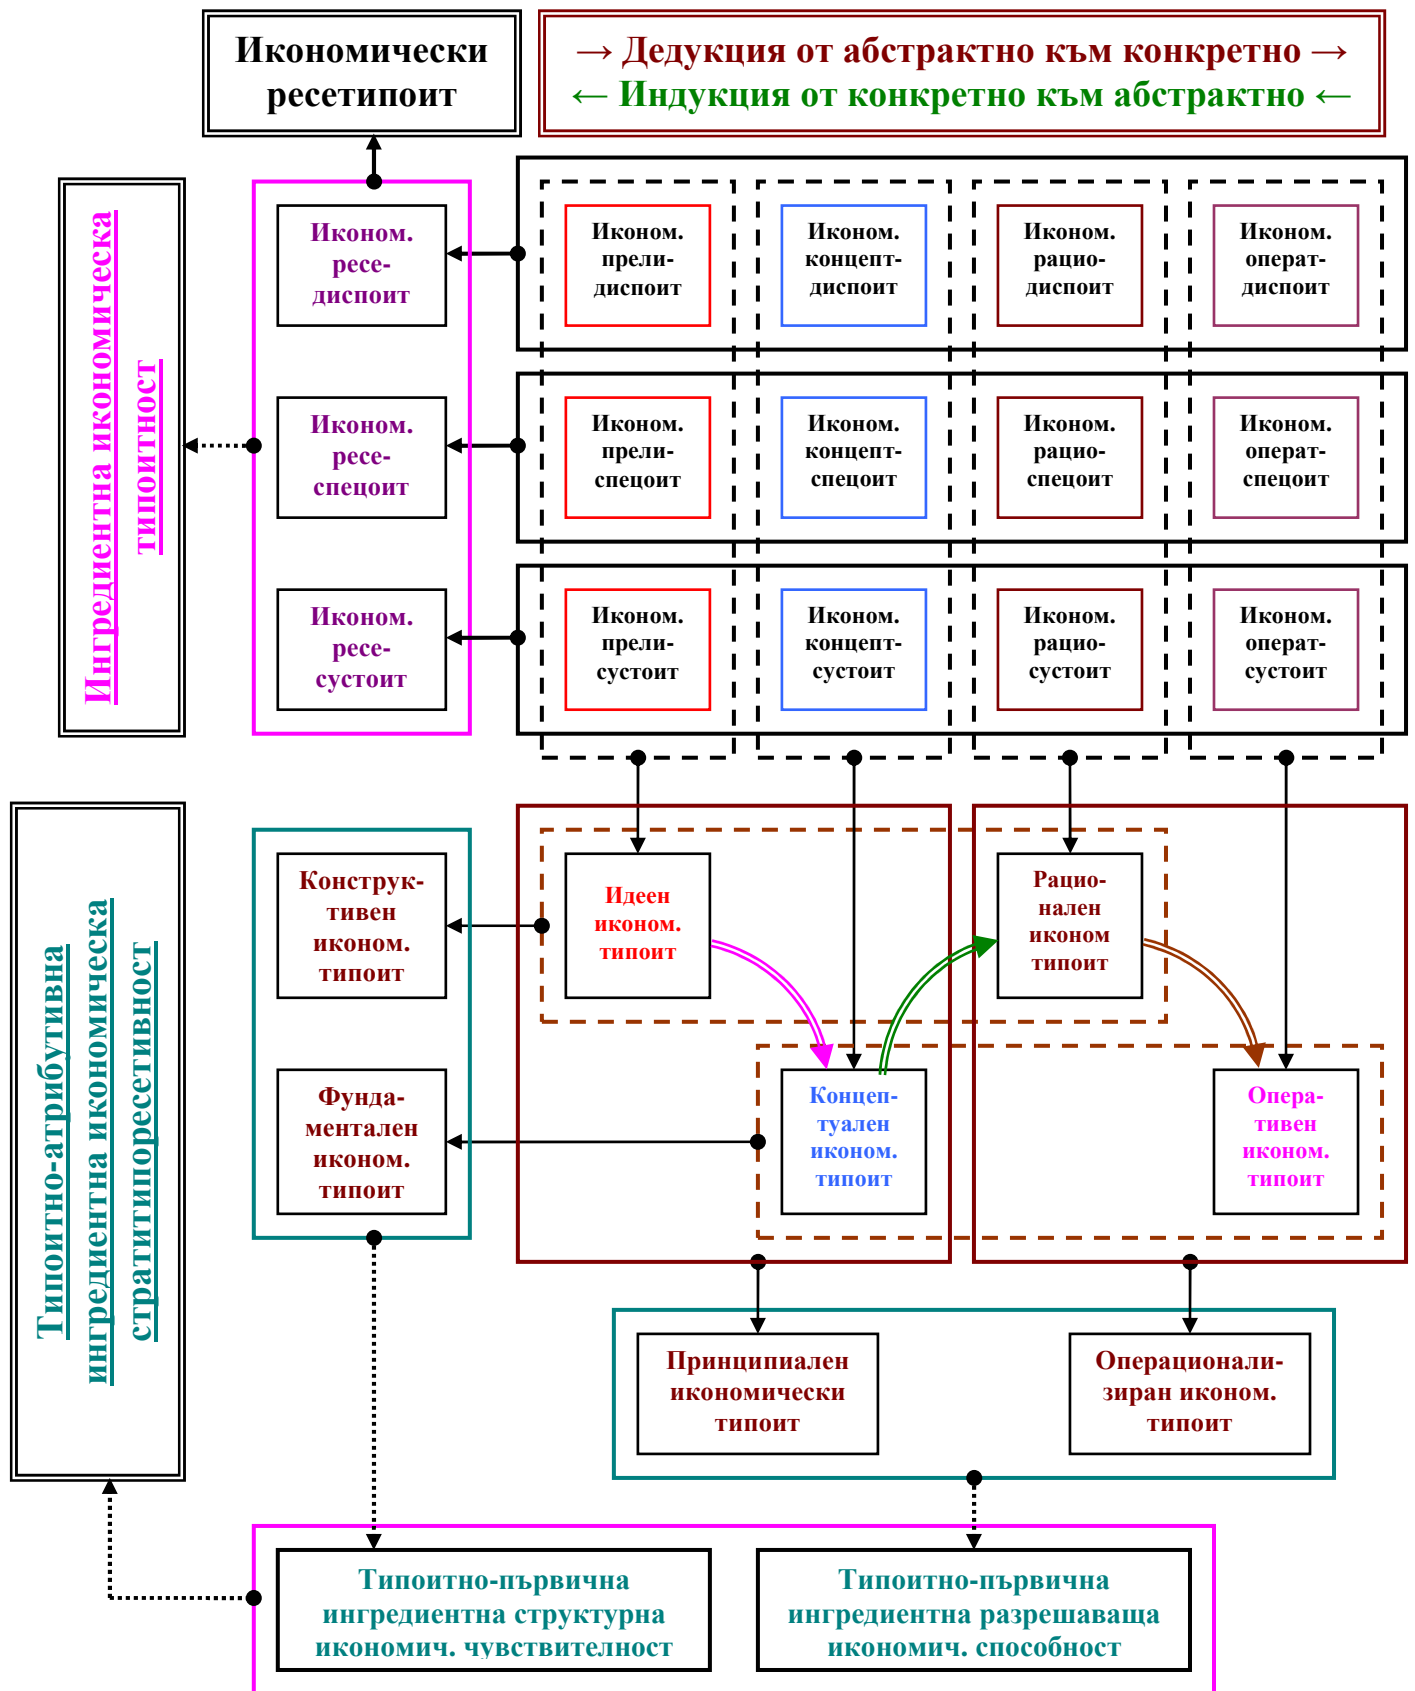 Икономически
ресетипоит
→ Дедукция от абстрактно към конкретно →
← Индукция от конкретно към абстрактно ←
Ингредиентна икономическа
типоитност
Иконом.
ресе-
диспоит
Иконом.
прели-
диспоит
Иконом.
концепт-
диспоит
Иконом.
рацио-
диспоит
Иконом.
операт-
диспоит
Иконом.
ресе-
спецоит
Иконом.
прели-
спецоит
Иконом.
концепт-
спецоит
Иконом.
рацио-
спецоит
Иконом.
операт-
спецоит
Иконом.
ресе-
сустоит
Иконом.
прели-
сустоит
Иконом.
концепт-
сустоит
Иконом.
рацио-
сустоит
Иконом.
операт-
сустоит
Типоитно-атрибутивна
ингредиентна икономическа
стратитипоресетивност
Конструк-
тивен
иконом.
типоит
Идеен
иконом.
типоит
Рацио-
нален
иконом
типоит
Фунда-
ментален
иконом.
типоит
Концеп-
туален
иконом.
типоит
Опера-
тивен
иконом.
типоит
Принципиален
икономически
типоит
Операционали-
зиран иконом.
типоит
Типоитно-първична
ингредиентна структурна
икономич. чувствителност
Типоитно-първична
ингредиентна разрешаваща
икономич. способност